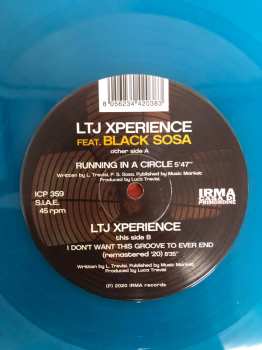 8 056234 420383
LTJ XPERIENCE
FEAT. BLACK SOSA
other side A
RUNNING IN A CIRCLE 5'47"
Written by L. Trevisi, P. S. Sosa, Published by Music Market
Produced by Luca Trevisi
ICP 359
S.I.A.E.
45 rpm
IRMA
LTJ XPERIENCE
this side B
I DON'T WANT THIS GROOVE TO EVER END
(remastered '20) 8'35"
Written by L. Trevisi, Published by Music Market
Produced by Luca Trevisi
(P) 2020 IRMA records